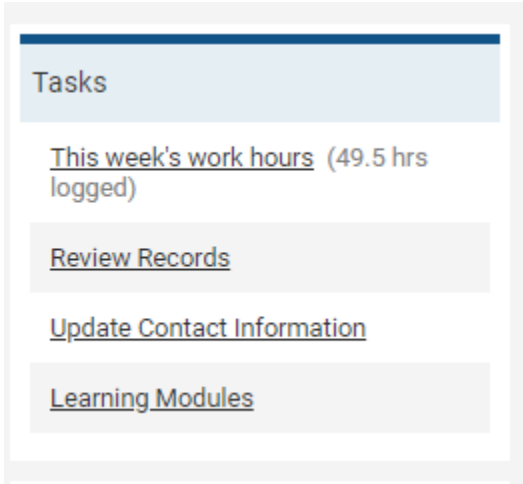 Tasks
This week's work hours (49.5 hrs
logged)
Review Records
Update Contact Information
Learning Modules